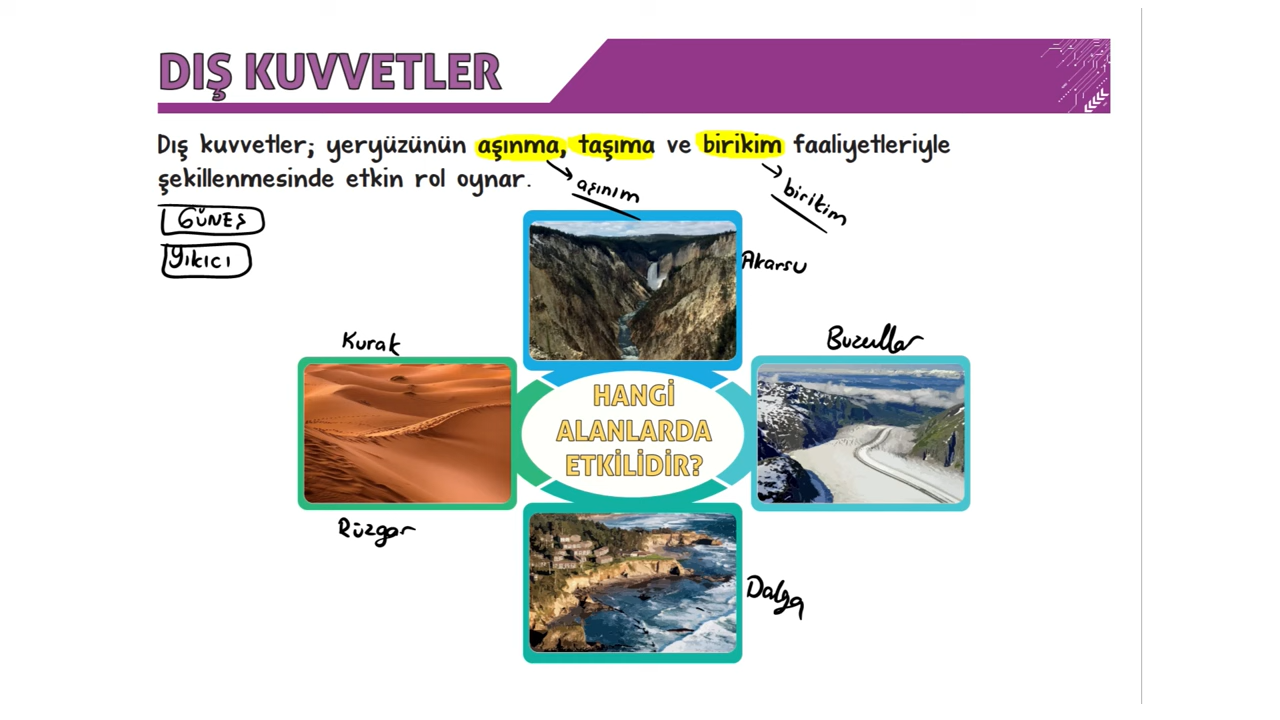 DIŞ KUVVETLER
Dış kuvvetler; yeryüzünün aşınma, taşıma ve birikim faaliyetleriyle
şekillenmesinde etkin rol oynar.
aşınım
birikim
GÜNEŞ
Yıkıcı
Akarsu
Kurak
Buzullar
HANGİ
ALANLARDA
ETKİLİDİR?
Rüzgar
Dalga